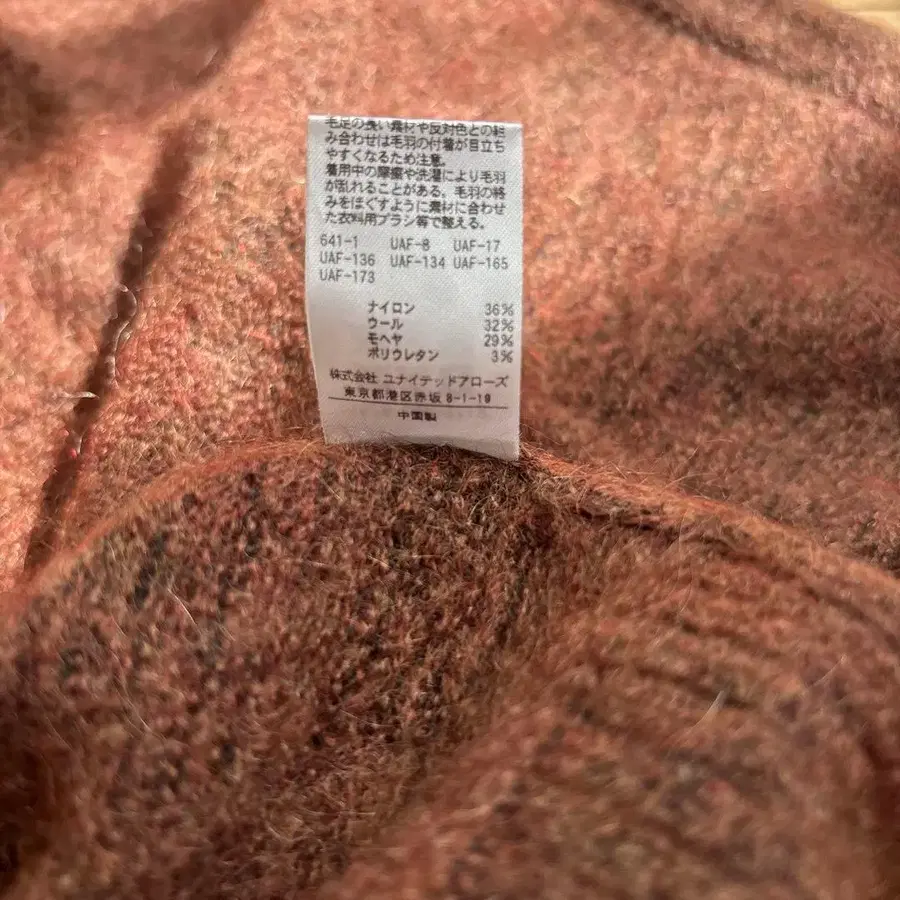 毛足の長い素材や反対色との組
み合わせは毛羽の付着が目立ち
やすくなるため注意。
着用中の摩擦や洗濯により毛羽
が乱れることがある。毛羽の絡
みをほぐすように素材に合わせ
た衣料用ブラシ等で整える。
641-1 UAF-8 UAF-17
UAF-136 UAF-134 UAF-165
UAF-173
ナイロン 36%
ウール 32%
モヘヤ 29%
ポリウレタン 3%
株式会社 ユナイテッドアローズ
東京都港区赤坂 8-1-19
中国製